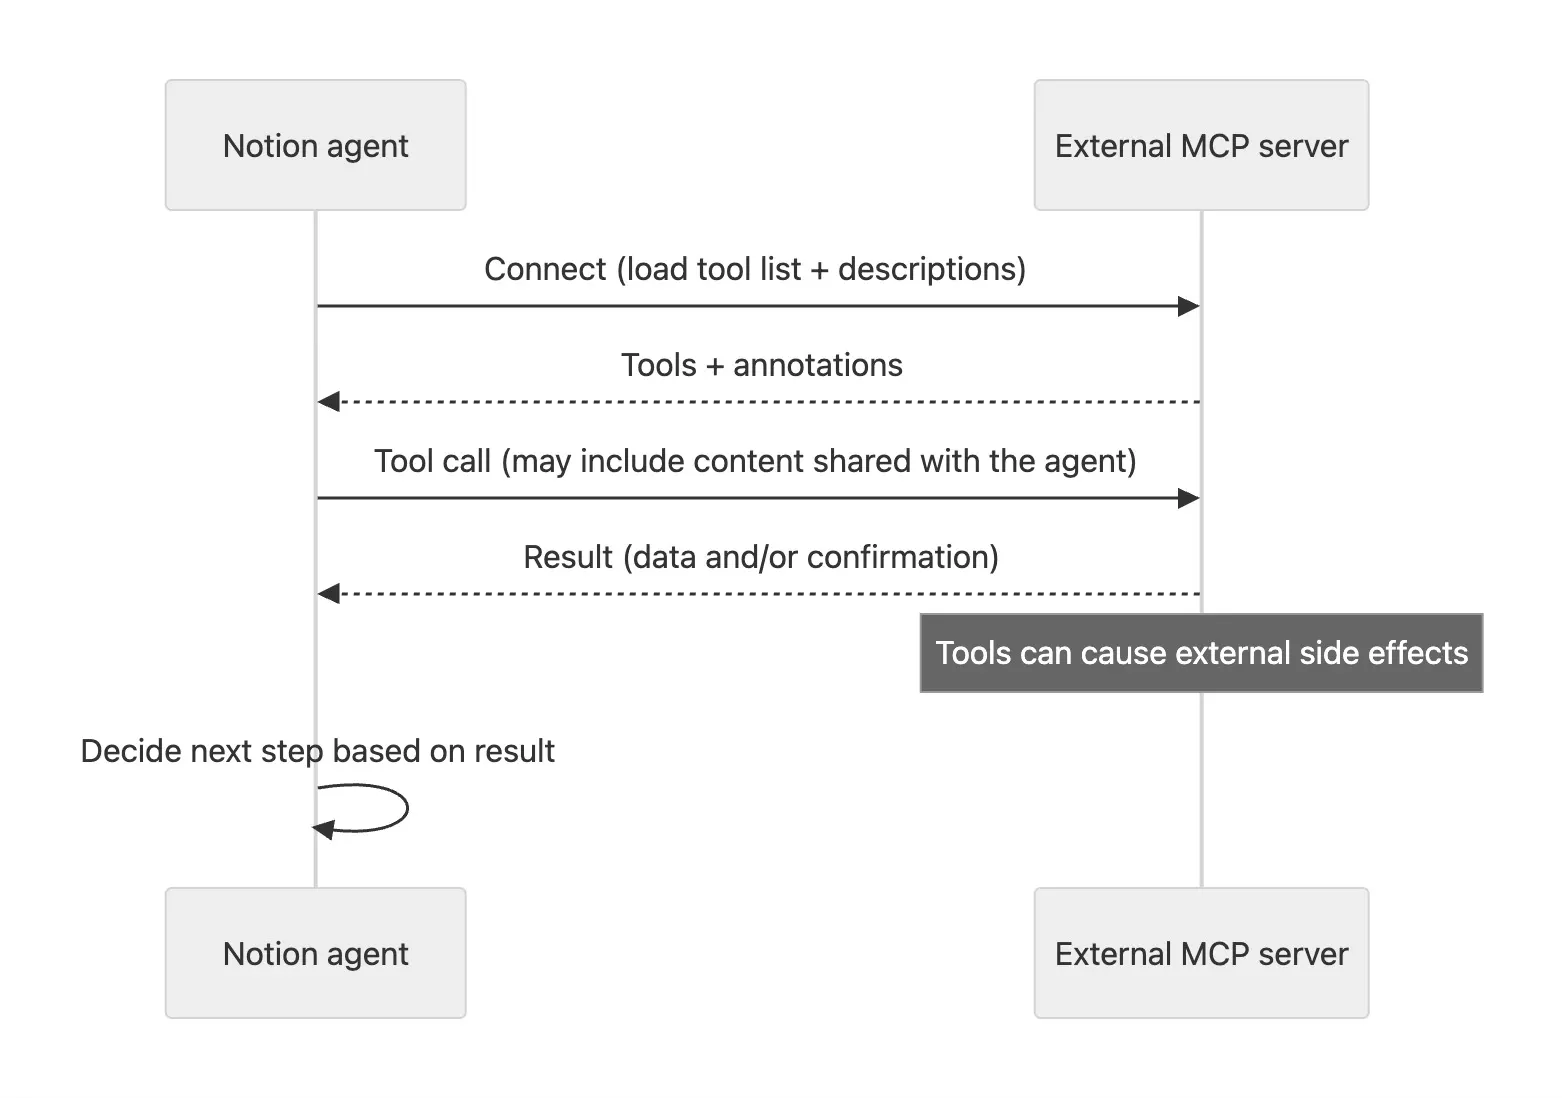 Notion agent
External MCP server
Connect (load tool list + descriptions)
Tools + annotations
Tool call (may include content shared with the agent)
Result (data and/or confirmation)
Tools can cause external side effects
Decide next step based on result
Notion agent
External MCP server